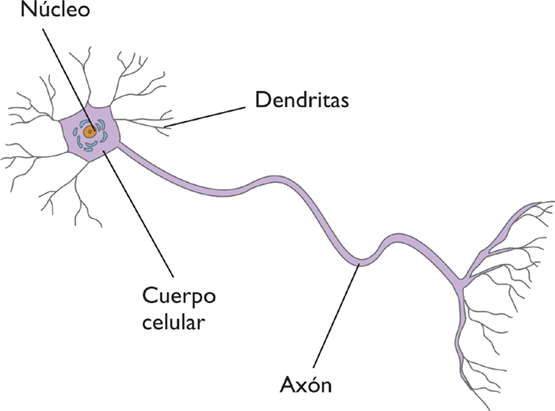 Núcleo
Dendritas
Cuerpo
celular
Axón